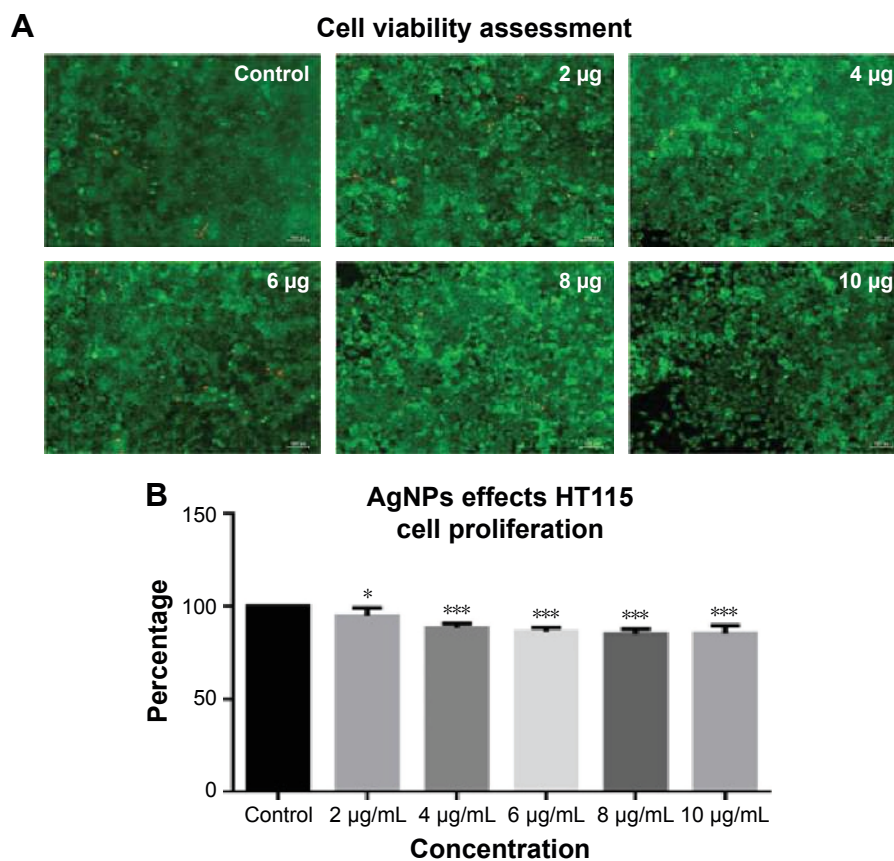 A
Cell viability assessment
Control
2 µg
4 µg
6 µg
8 µg
10 µg
B
AgNPs effects HT115
cell proliferation
Percentage
150
100
50
0
*
***
***
***
***
Control
2 µg/mL
4 µg/mL
6 µg/mL
8 µg/mL
10 µg/mL
Concentration